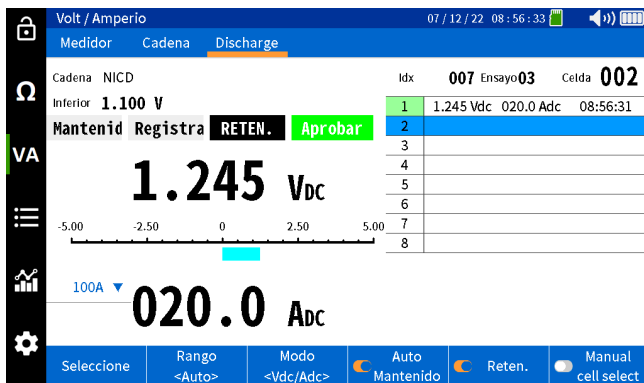 Volt / Amperio 07 / 12 / 22 08 : 56 : 33
Medidor Cadena Discharge
Cadena NICD Idx 007 Ensayo 03 Celda 002
Inferior 1.100 V
Mantenid Registra RETEN. Aprobar
1 1.245 Vdc 020.0 Adc 08:56:31
2
3
4
5
6
7
8
Ω
VA
1.245 VDC
-5.00 -2.50 0 2.50 5.00
100A ▼
020.0 ADC
Seleccione
Rango
<Auto>
Modo
<Vdc/Adc>
Auto
Mantenido
Reten.
Manual
cell select